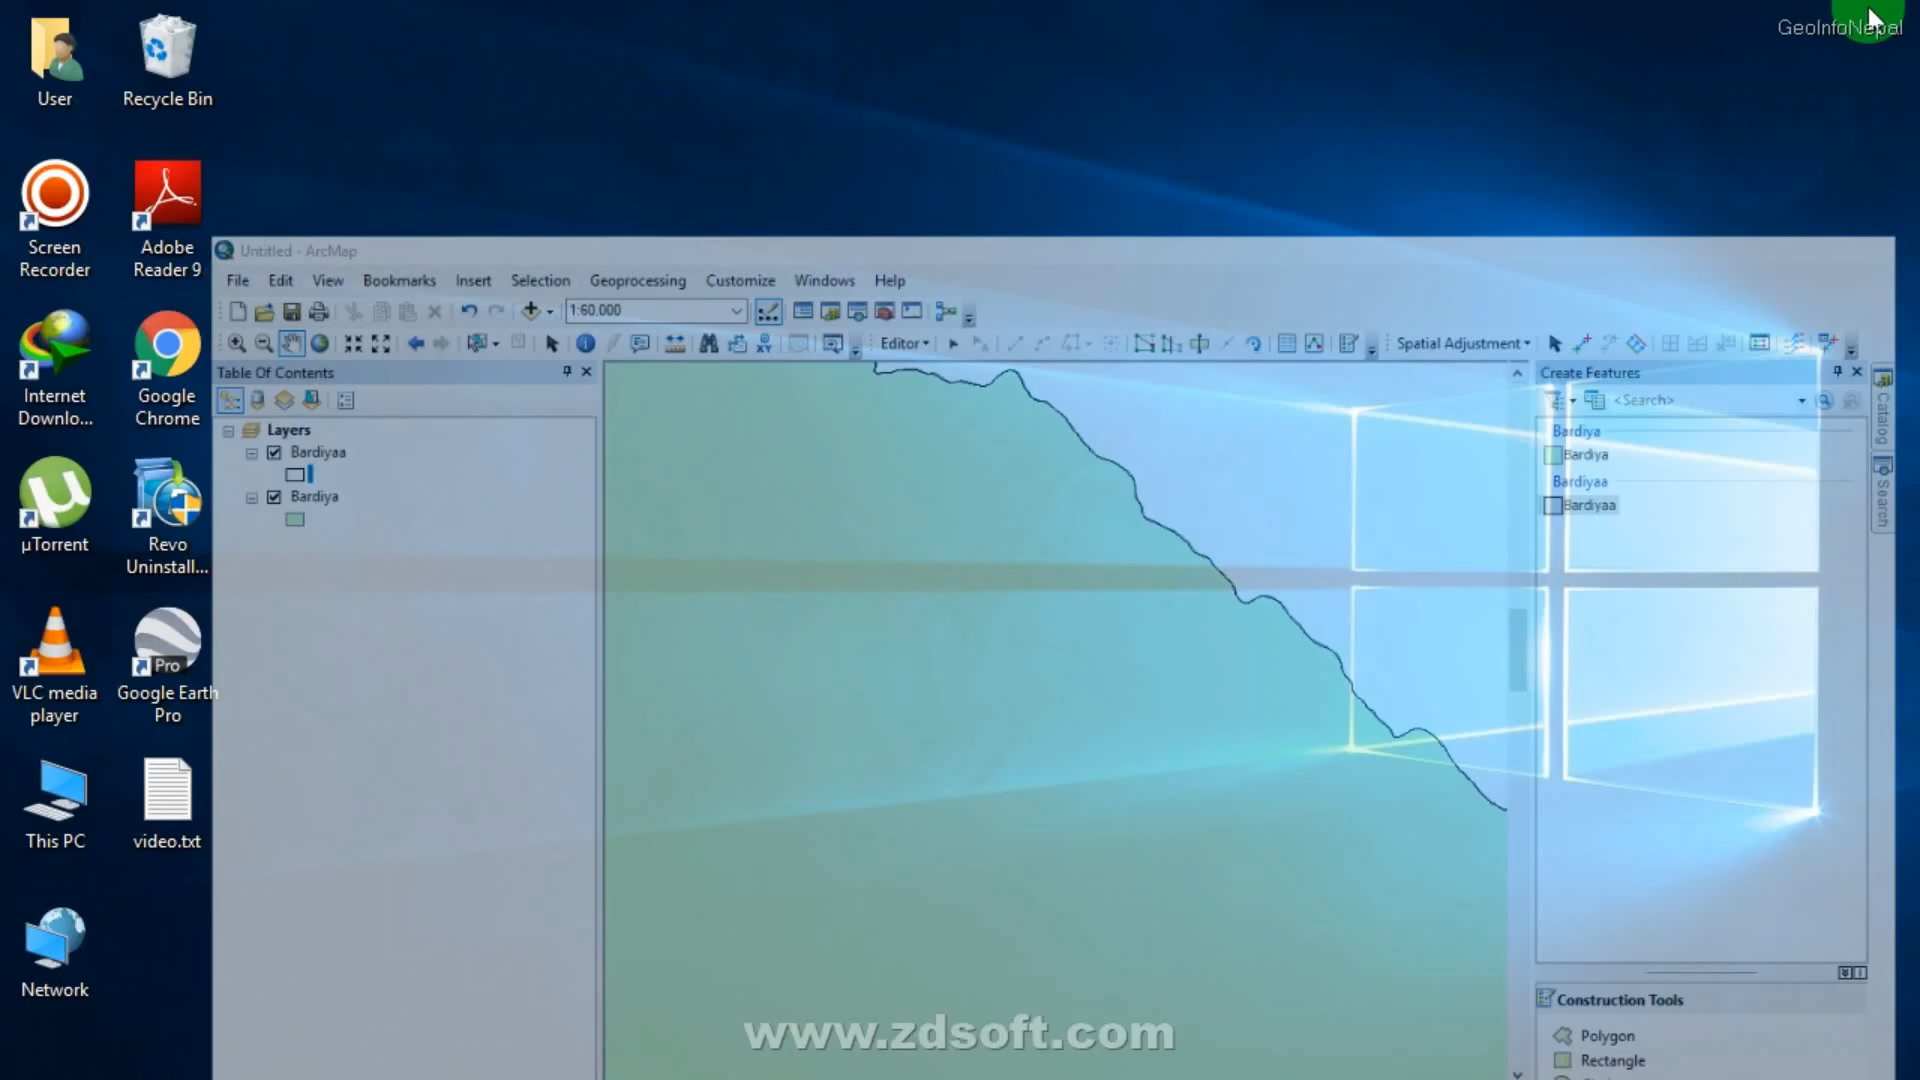 GeoInfoNepal
User
Recycle Bin
Screen
Recorder
Adobe
Reader 9
Internet
Downlo...
Google
Chrome
µTorrent
Revo
Uninstall...
VLC media
player
Pro
Google Earth
Pro
This PC
video.txt
Network
Untitled - ArcMap
File Edit View Bookmarks Insert Selection Geoprocessing Customize Windows Help
1:60,000
Editor
Spatial Adjustment
Table Of Contents
Layers
Bardiyaa
Bardiya
Create Features
<Search>
Bardiya
Bardiya
Bardiyaa
Bardiyaa
Catalog
Search
Construction Tools
Polygon
Rectangle
www.zdsoft.com